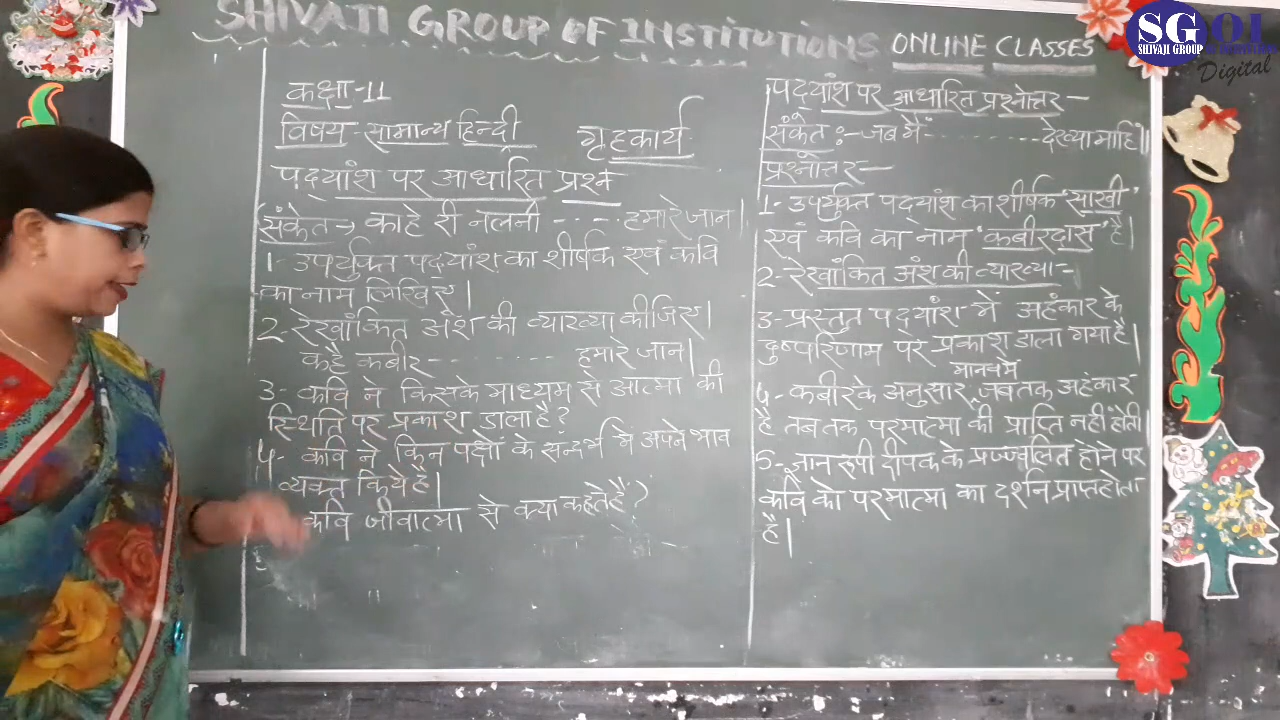 SHIVAJI GROUP OF INSTITUTIONS ONLINE CLASSES
SGOI
SHIVAJI GROUP OF INSTITUTIONS
Digital
कक्षा-11
विषय-सामान्य हिन्दी गृहकार्य
पद्यांश पर आधारित प्रश्न
संकेत→ काहे री नलनी ----- हमारे जान।
1- उपर्युक्त पद्यांश का शीर्षक एवं कवि
का नाम लिखिए।
2- रेखांकित अंश की व्याख्या कीजिए।
कहै कबीर -------- हमारे जान।
3- कवि ने किसके माध्यम से आत्मा की
स्थिति पर प्रकाश डाला है?
4- कवि ने किन पक्षों के सन्दर्भ में अपने भाव
व्यक्त किये हैं।
कवि जीवात्मा से क्या कहते हैं?
पद्यांश पर आधारित प्रश्नोत्तर-
संकेत:- जब मैं ---------- देख्या माहिं॥
प्रश्नोत्तर-
1- उपर्युक्त पद्यांश का शीर्षक 'साखी'
एवं कवि का नाम 'कबीरदास' है।
2- रेखांकित अंश की व्याख्या:-
3- प्रस्तुत पद्यांश में अहंकार के
दुष्परिणाम पर प्रकाश डाला गया है।
4- कबीर के अनुसार, मानव में जब तक अहंकार
है तब तक परमात्मा की प्राप्ति नहीं होती।
5- ज्ञान रूपी दीपक के प्रज्ज्वलित होने पर
कवि को परमात्मा का दर्शन प्राप्त होता
है।